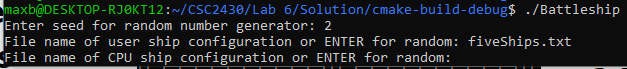 maxb@DESKTOP-RJ0KT12:~/CSC2430/Lab 6/Solution/cmake-build-debug$ ./Battleship
Enter seed for random number generator: 2
File name of user ship configuration or ENTER for random: fiveShips.txt
File name of CPU ship configuration or ENTER for random: